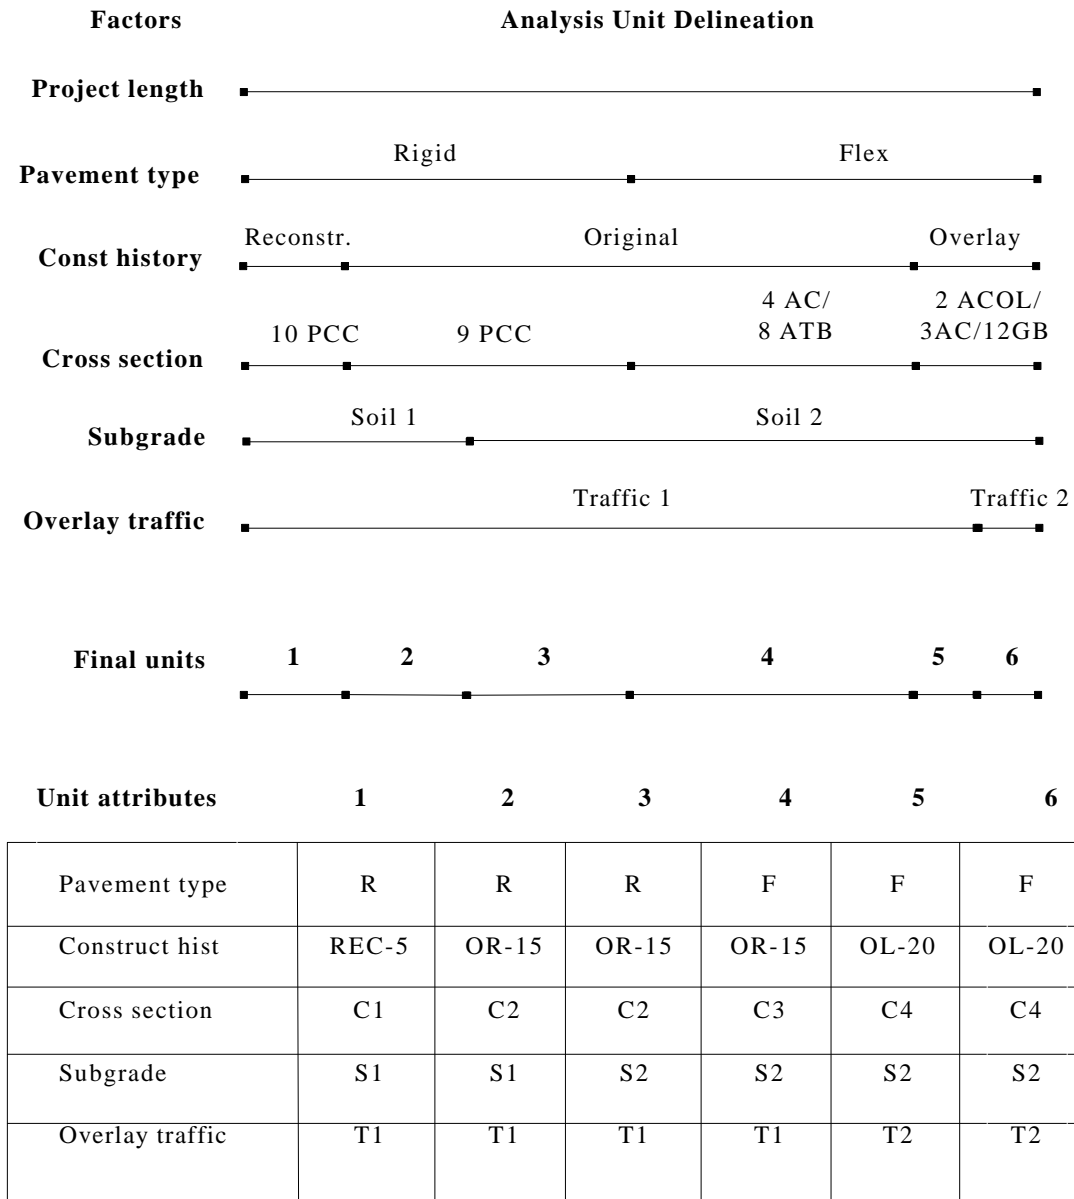 Factors Analysis Unit Delineation
Project length
Rigid Flex
Pavement type
Reconstr. Original Overlay
Const history
4 AC/ 2 ACOL/
10 PCC 9 PCC 8 ATB 3AC/12GB
Cross section
Soil 1 Soil 2
Subgrade
Traffic 1 Traffic 2
Overlay traffic
Final units 1 2 3 4 5 6
Unit attributes 1 2 3 4 5 6
Pavement type R R R F F F
Construct hist REC-5 OR-15 OR-15 OR-15 OL-20 OL-20
Cross section C1 C2 C2 C3 C4 C4
Subgrade S1 S1 S2 S2 S2 S2
Overlay traffic T1 T1 T1 T1 T2 T2